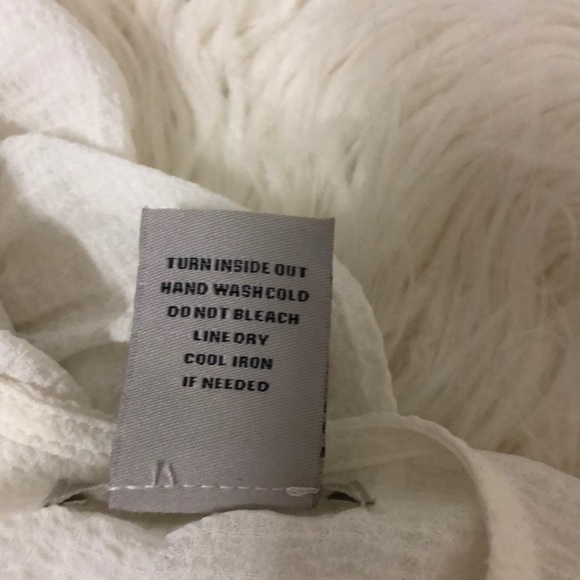 TURN INSIDE OUT
HAND WASH COLD
DO NOT BLEACH
LINE DRY
COOL IRON
IF NEEDED